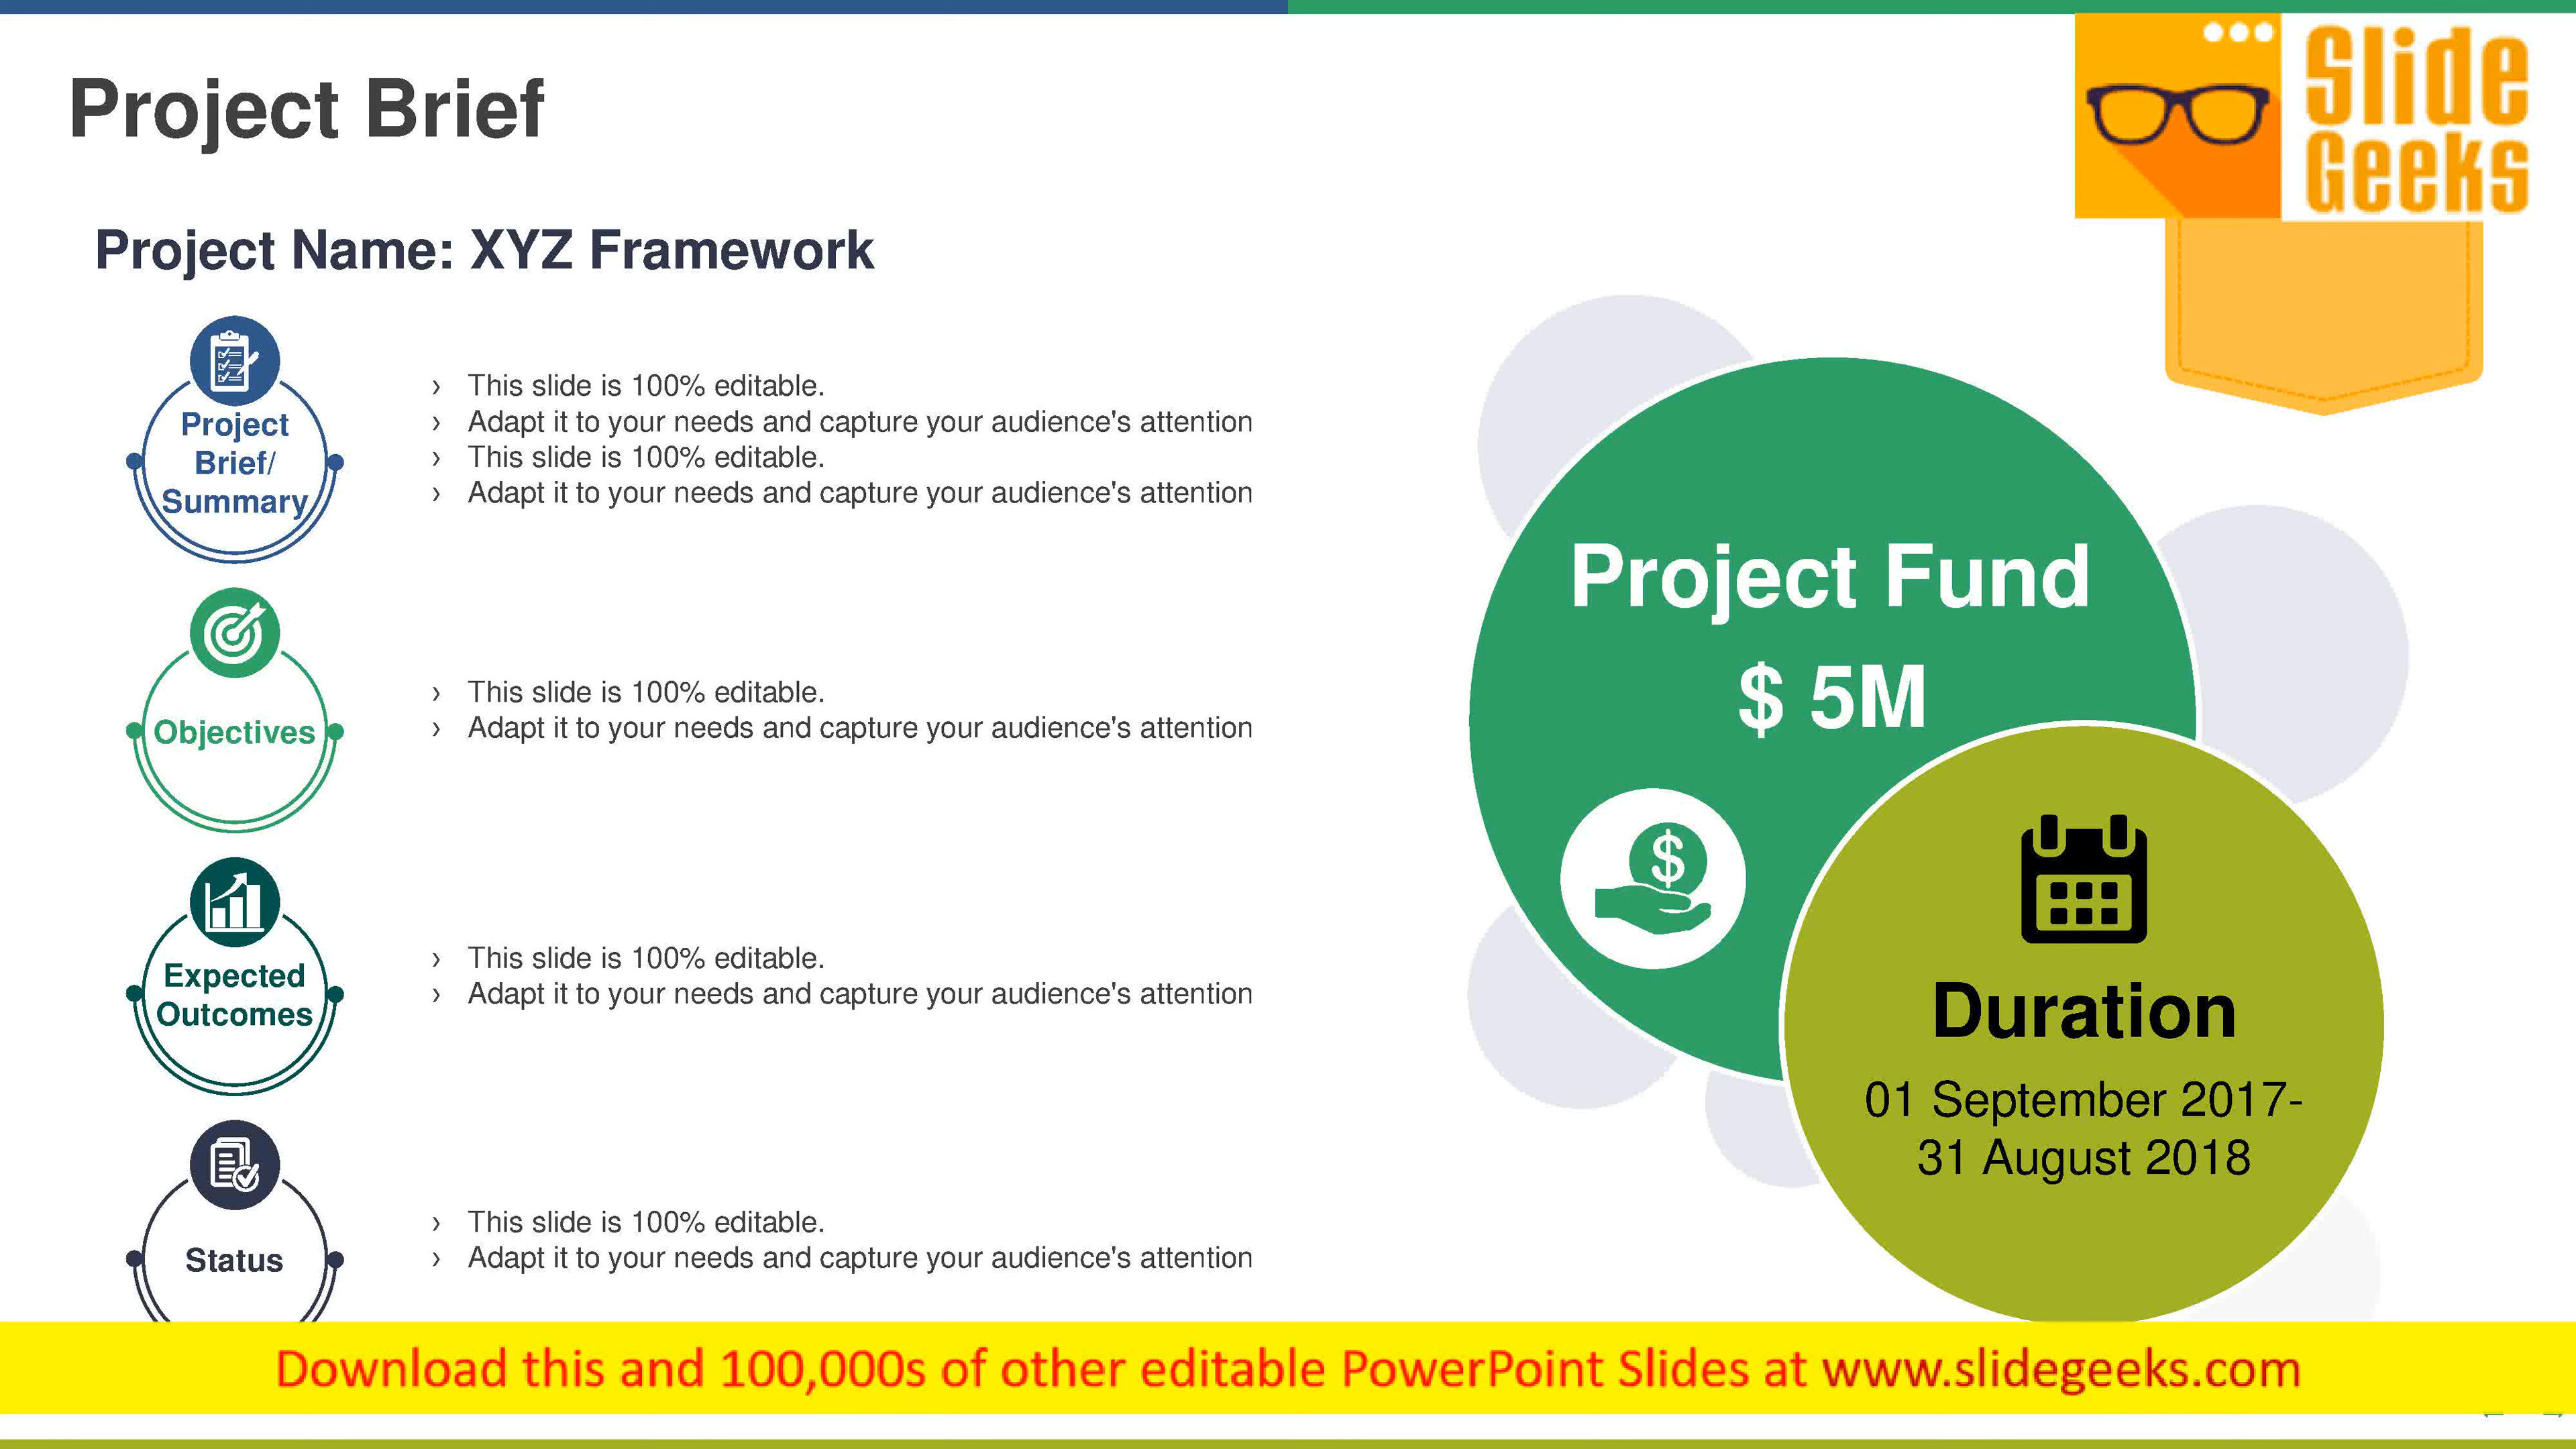 Project Brief
Slide
Geeks
Project Name: XYZ Framework
Project
Brief/
Summary
› This slide is 100% editable.
› Adapt it to your needs and capture your audience's attention
› This slide is 100% editable.
› Adapt it to your needs and capture your audience's attention
Objectives
› This slide is 100% editable.
› Adapt it to your needs and capture your audience's attention
Expected
Outcomes
› This slide is 100% editable.
› Adapt it to your needs and capture your audience's attention
Status
› This slide is 100% editable.
› Adapt it to your needs and capture your audience's attention
Project Fund
$ 5M
$
Duration
01 September 2017-
31 August 2018
Download this and 100,000s of other editable PowerPoint Slides at www.slidegeeks.com